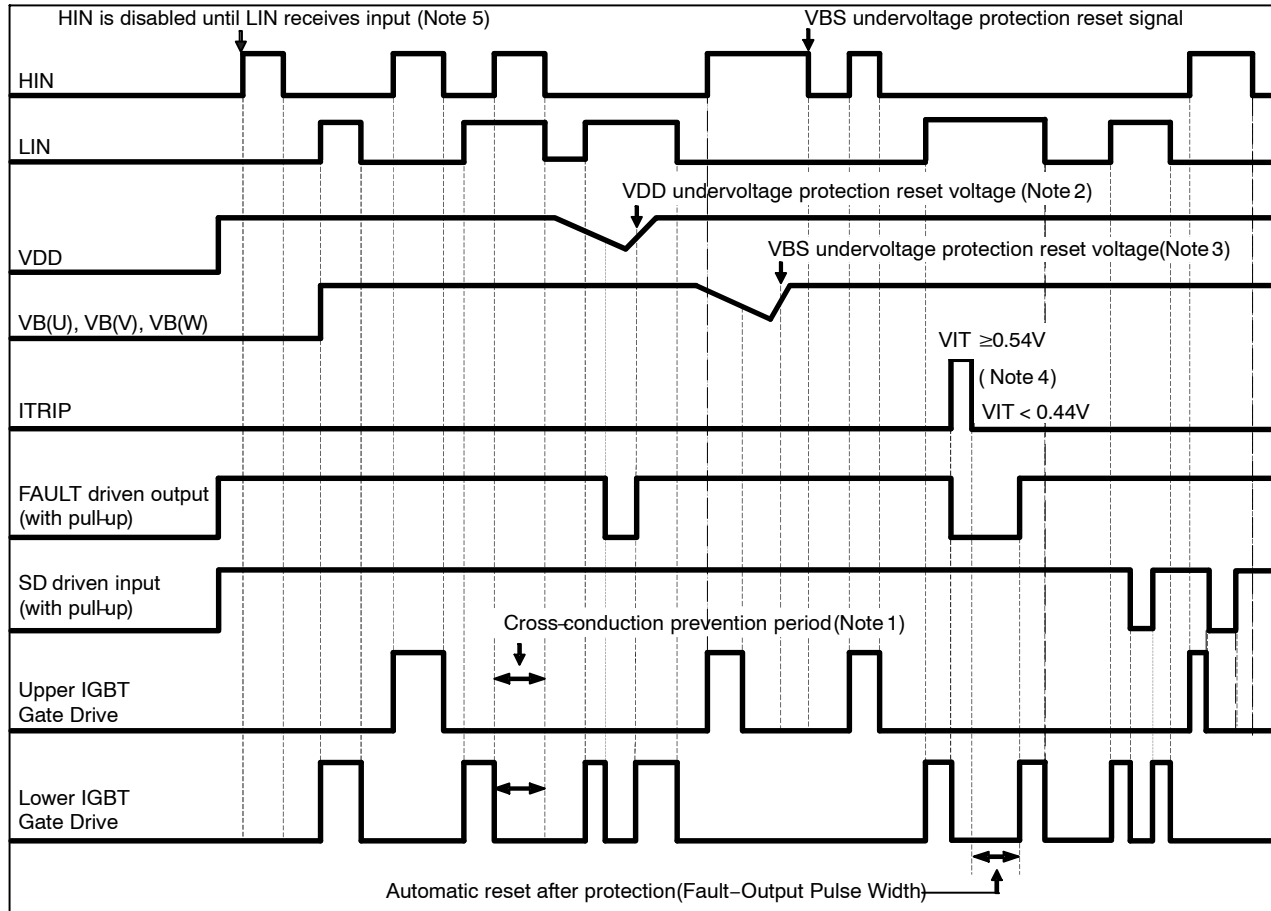 HIN is disabled until LIN receives input (Note 5)
VBS undervoltage protection reset signal
HIN
LIN
VDD undervoltage protection reset voltage (Note 2)
VDD
VBS undervoltage protection reset voltage(Note 3)
VB(U), VB(V), VB(W)
VIT ≥0.54V
( Note 4)
VIT < 0.44V
ITRIP
FAULT driven output
(with pull-up)
SD driven input
(with pull-up)
Cross-conduction prevention period(Note 1)
Upper IGBT
Gate Drive
Lower IGBT
Gate Drive
Automatic reset after protection(Fault-Output Pulse Width)